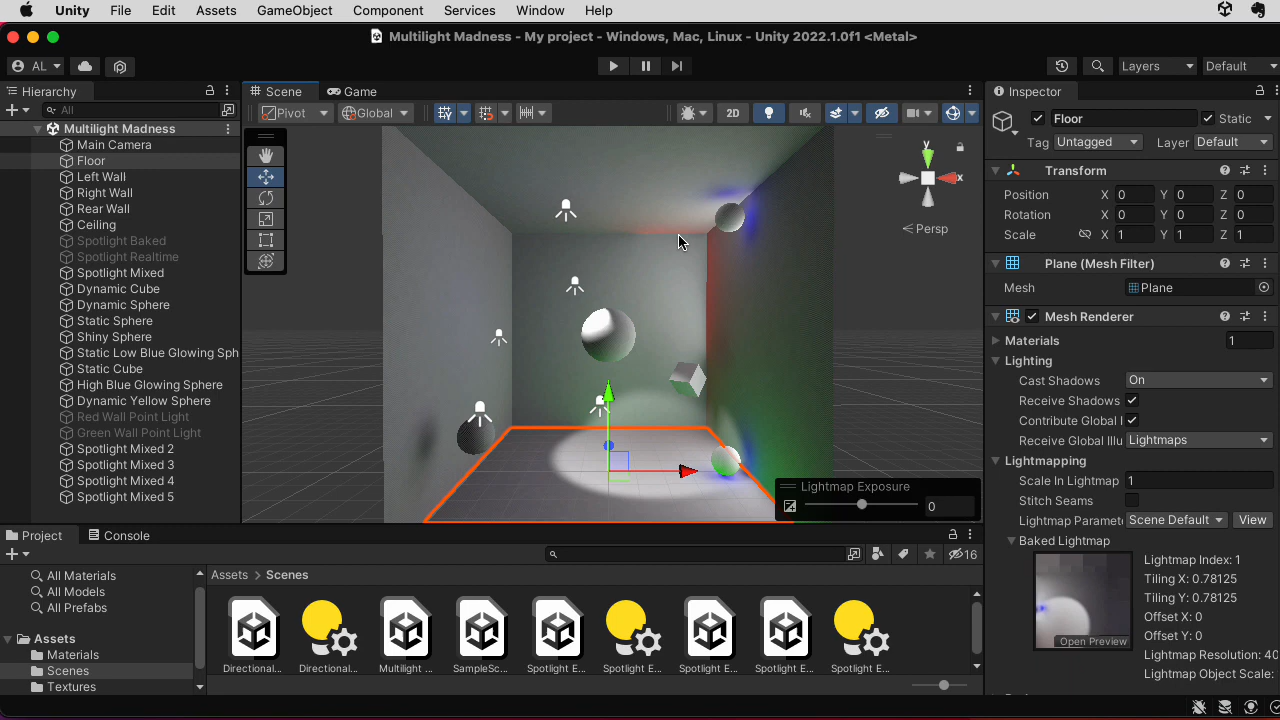 Unity File Edit Assets GameObject Component Services Window Help
Multilight Madness - My project - Windows, Mac, Linux - Unity 2022.1.0f1 <Metal>
AL Layers Default
Hierarchy
All
Multilight Madness
Main Camera
Floor
Left Wall
Right Wall
Rear Wall
Ceiling
Spotlight Baked
Spotlight Realtime
Spotlight Mixed
Dynamic Cube
Dynamic Sphere
Static Sphere
Shiny Sphere
Static Low Blue Glowing Sph
Static Cube
High Blue Glowing Sphere
Dynamic Yellow Sphere
Red Wall Point Light
Green Wall Point Light
Spotlight Mixed 2
Spotlight Mixed 3
Spotlight Mixed 4
Spotlight Mixed 5
Scene Game
Pivot Global 2D
y
x
Persp
Lightmap Exposure
0
Inspector
Floor Static
Tag Untagged Layer Default
Transform
Position X 0 Y 0 Z 0
Rotation X 0 Y 0 Z 0
Scale X 1 Y 1 Z 1
Plane (Mesh Filter)
Mesh Plane
Mesh Renderer
Materials 1
Lighting
Cast Shadows On
Receive Shadows
Contribute Global I
Receive Global Illu Lightmaps
Lightmapping
Scale In Lightmap 1
Stitch Seams
Lightmap Paramet Scene Default View
Baked Lightmap
Lightmap Index: 1
Tiling X: 0.78125
Tiling Y: 0.78125
Offset X: 0
Offset Y: 0
Open Preview
Lightmap Resolution: 40
Lightmap Object Scale:
Project Console
16
All Materials
All Models
All Prefabs
Assets
Materials
Scenes
Textures
Assets > Scenes
Directional... Directional... Multilight ... SampleSc... Spotlight E... Spotlight E... Spotlight E... Spotlight E... Spotlight E...